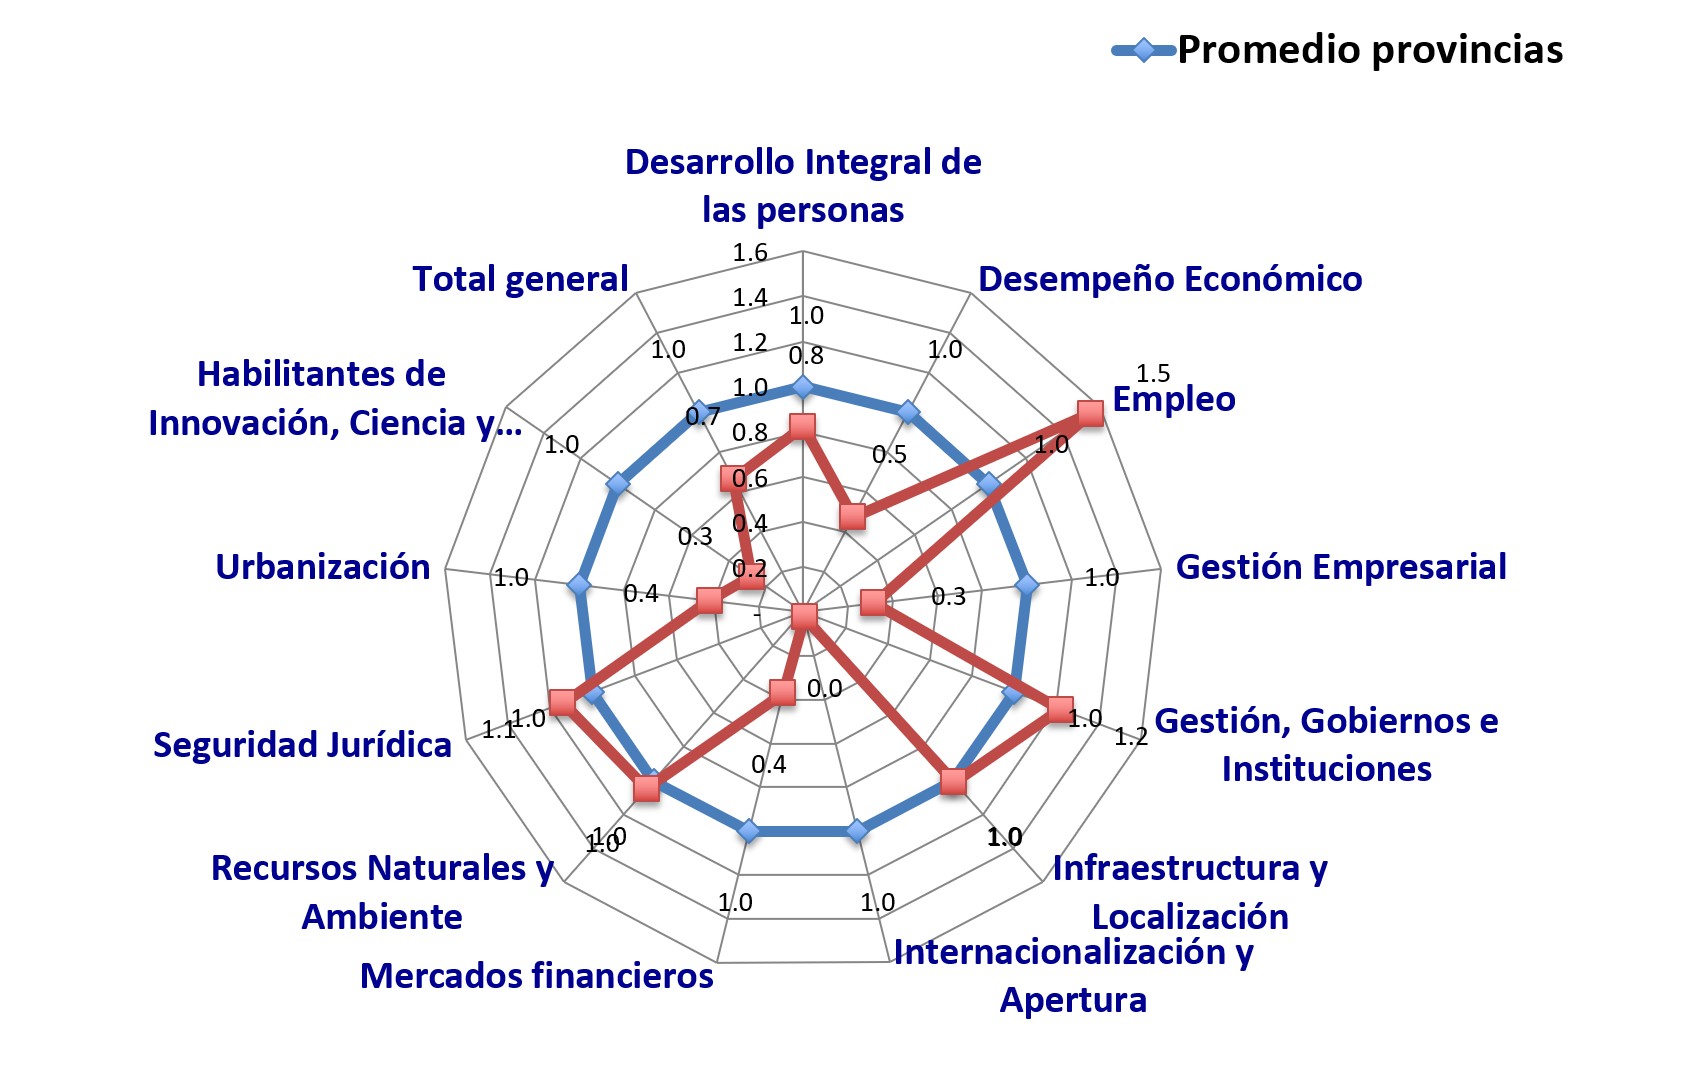 Promedio provincias
Desarrollo Integral de
las personas
1.6
Total general
Desempeño Económico
1.4
1.0
1.2
1.0
0.8
1.0
1.5
Habilitantes de
Innovación, Ciencia y...
1.0
Empleo
0.7
0.8
1.0
1.0
0.5
0.6
0.4
0.3
Urbanización
1.0
0.2
1.0
Gestión Empresarial
0.4
0.3
-
0.0
Seguridad Jurídica
1.1
1.0
1.0
1.2
Gestión, Gobiernos e
Instituciones
0.4
1.0
1.0
1.0
Recursos Naturales y
Ambiente
Infraestructura y
Localización
1.0
1.0
Internacionalización y
Apertura
Mercados financieros